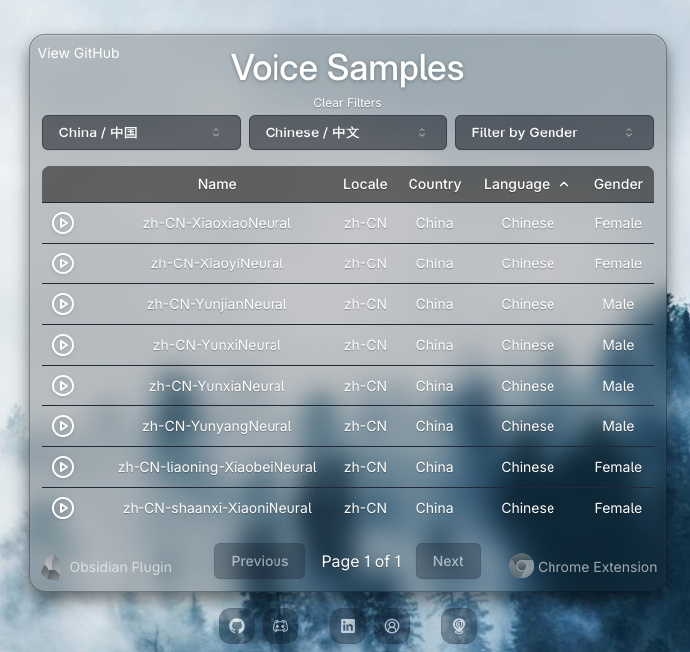 View GitHub
Voice Samples
Clear Filters
China / 中国 Chinese / 中文 Filter by Gender
Name Locale Country Language Gender
zh-CN-XiaoxiaoNeural zh-CN China Chinese Female
zh-CN-XiaoyiNeural zh-CN China Chinese Female
zh-CN-YunjianNeural zh-CN China Chinese Male
zh-CN-YunxiNeural zh-CN China Chinese Male
zh-CN-YunxiaNeural zh-CN China Chinese Male
zh-CN-YunyangNeural zh-CN China Chinese Male
zh-CN-liaoning-XiaobeiNeural zh-CN China Chinese Female
zh-CN-shaanxi-XiaoniNeural zh-CN China Chinese Female
Obsidian Plugin Previous Page 1 of 1 Next Chrome Extension